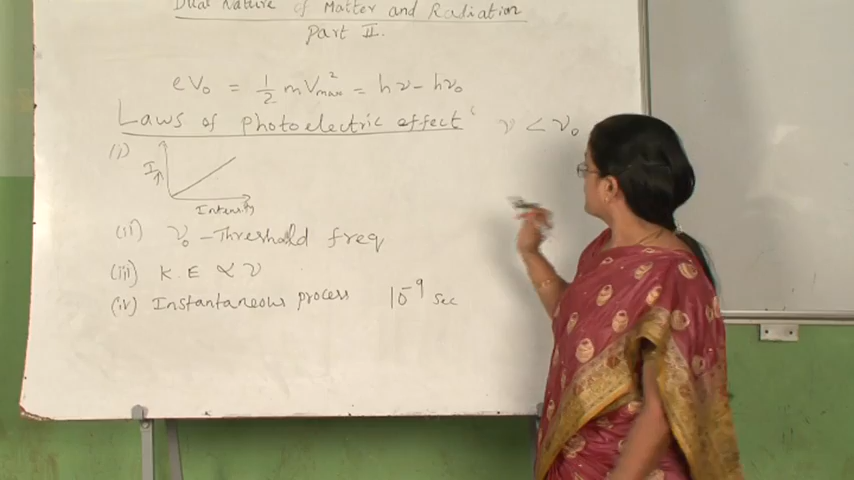 Dual Nature of Matter and Radiation
Part II.
eV₀ = 1/2 mVmax² = hν - hν₀
Laws of photoelectric effect: ν < ν₀
(i)
I
Intensity
(ii) ν₀ - Threshold freq
(iii) K.E ∝ ν
(iv) Instantaneous process 10⁻⁹ sec